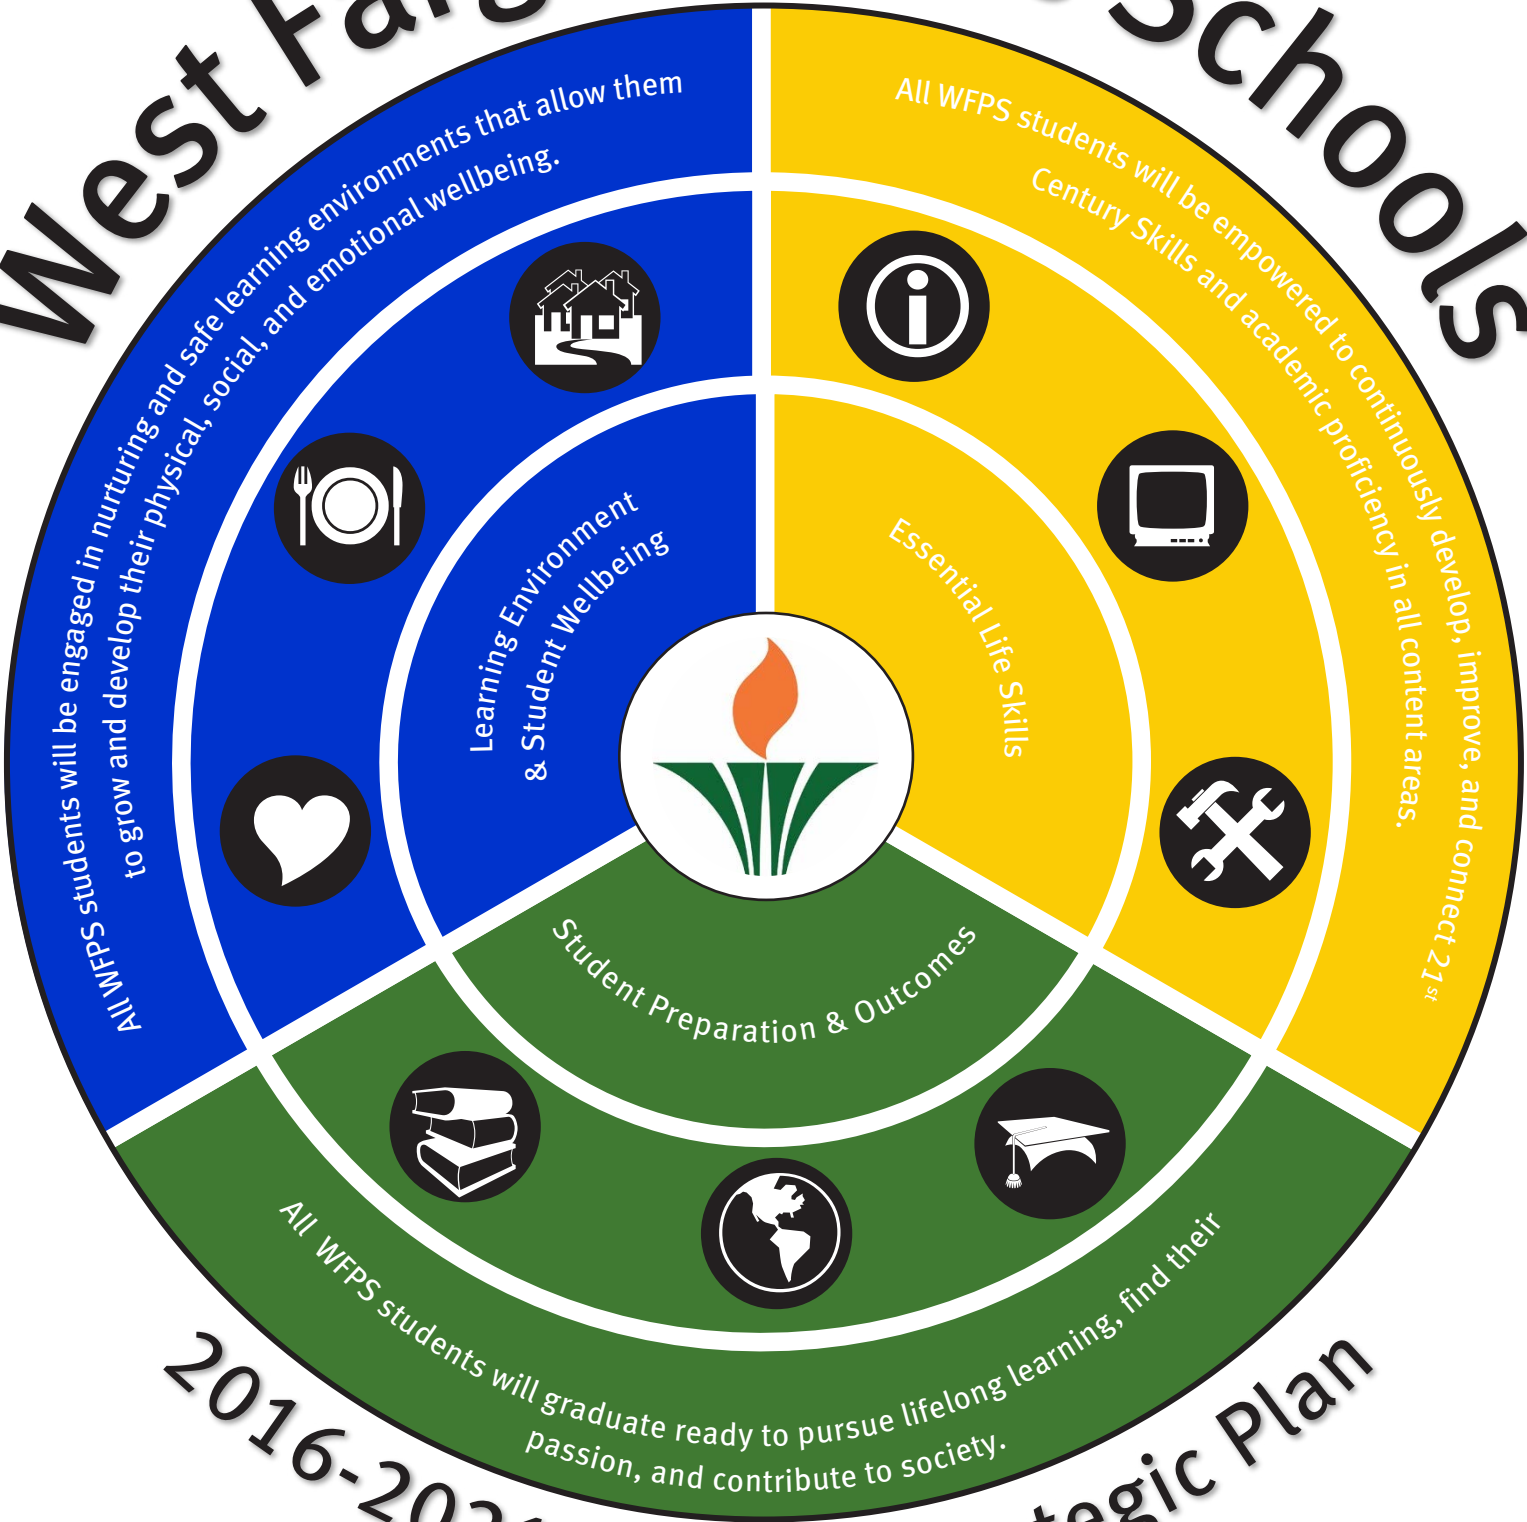 West Farg
Schools
All WFPS students will be engaged in nurturing and safe learning environments that allow them
to grow and develop their physical, social, and emotional wellbeing.
All WFPS students will be empowered to continuously develop, improve, and connect 21st
Century Skills and academic proficiency in all content areas.
Learning Environment
& Student Wellbeing
Essential Life Skills
Student Preparation & Outcomes
All WFPS students will graduate ready to pursue lifelong learning, find their
passion, and contribute to society.
2016-202
tegic Plan